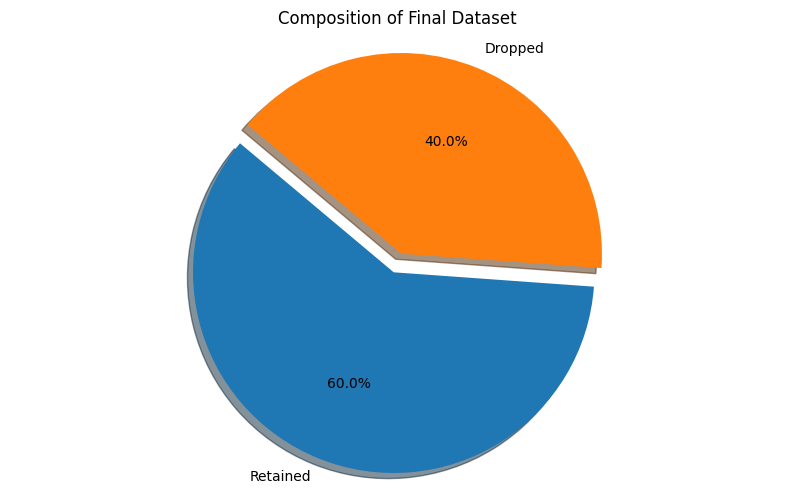 Composition of Final Dataset
Dropped
40.0%
60.0%
Retained